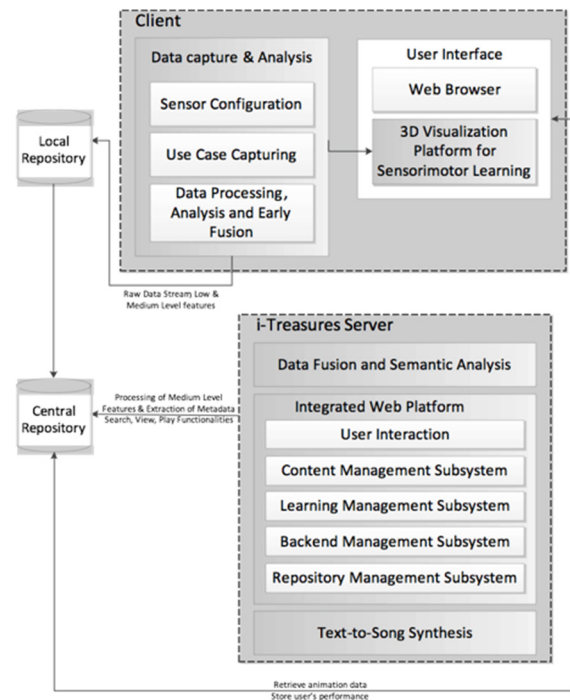 Client
Data capture & Analysis
Sensor Configuration
Use Case Capturing
Data Processing,
Analysis and Early
Fusion
User Interface
Web Browser
3D Visualization
Platform for
Sensorimotor Learning
Local
Repository
Raw Data Stream Low &
Medium Level features
i-Treasures Server
Data Fusion and Semantic Analysis
Integrated Web Platform
User Interaction
Content Management Subsystem
Learning Management Subsystem
Backend Management Subsystem
Repository Management Subsystem
Text-to-Song Synthesis
Central
Repository
Processing of Medium Level
Features & Extraction of Metadata
Search, View, Play Functionalities
Retrieve animation data
Store user's performance